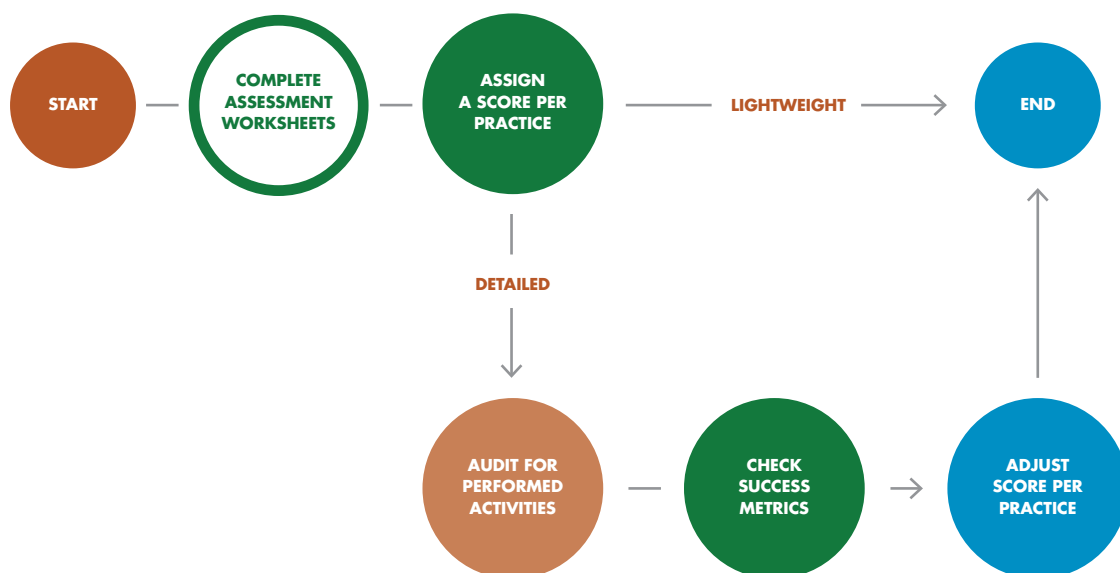 START
COMPLETE
ASSESSMENT
WORKSHEETS
ASSIGN
A SCORE PER
PRACTICE
LIGHTWEIGHT
END
DETAILED
AUDIT FOR
PERFORMED
ACTIVITIES
CHECK
SUCCESS
METRICS
ADJUST
SCORE PER
PRACTICE